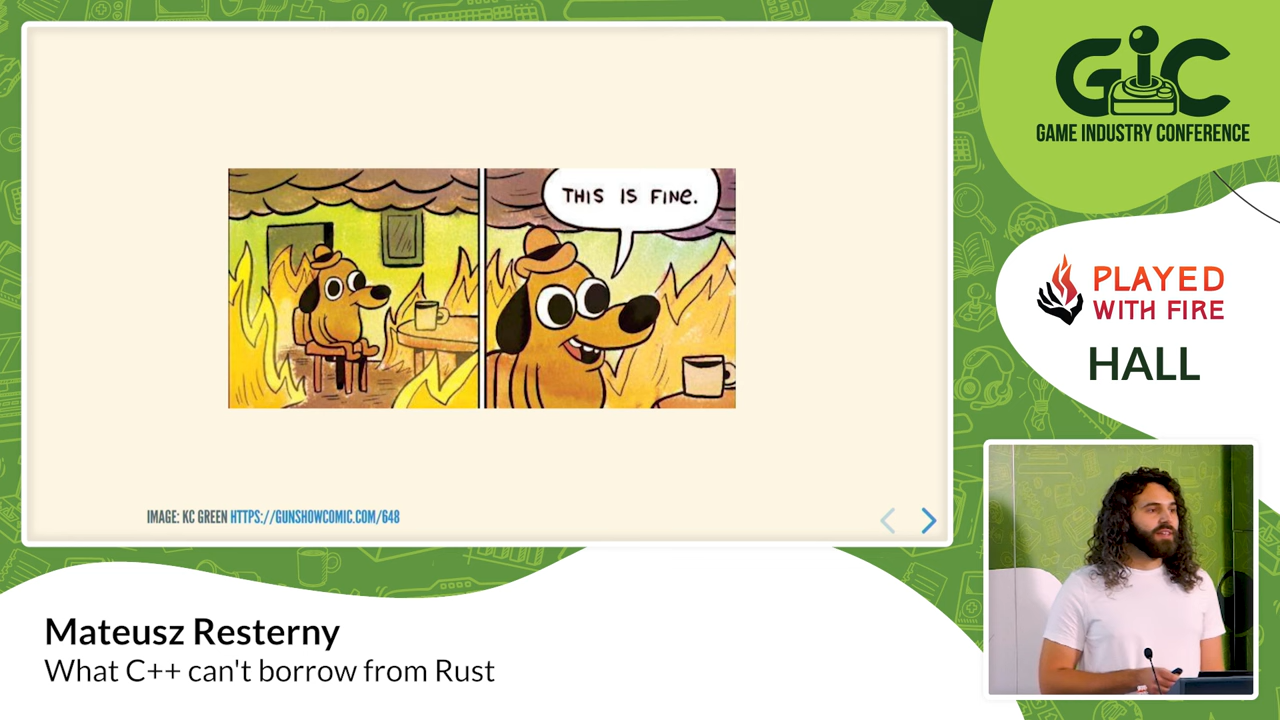 THIS IS FINE.
IMAGE: KC GREEN HTTPS://GUNSHOWCOMIC.COM/648
GIC
GAME INDUSTRY CONFERENCE
PLAYED
WITH FIRE
HALL
Mateusz Resterny
What C++ can't borrow from Rust